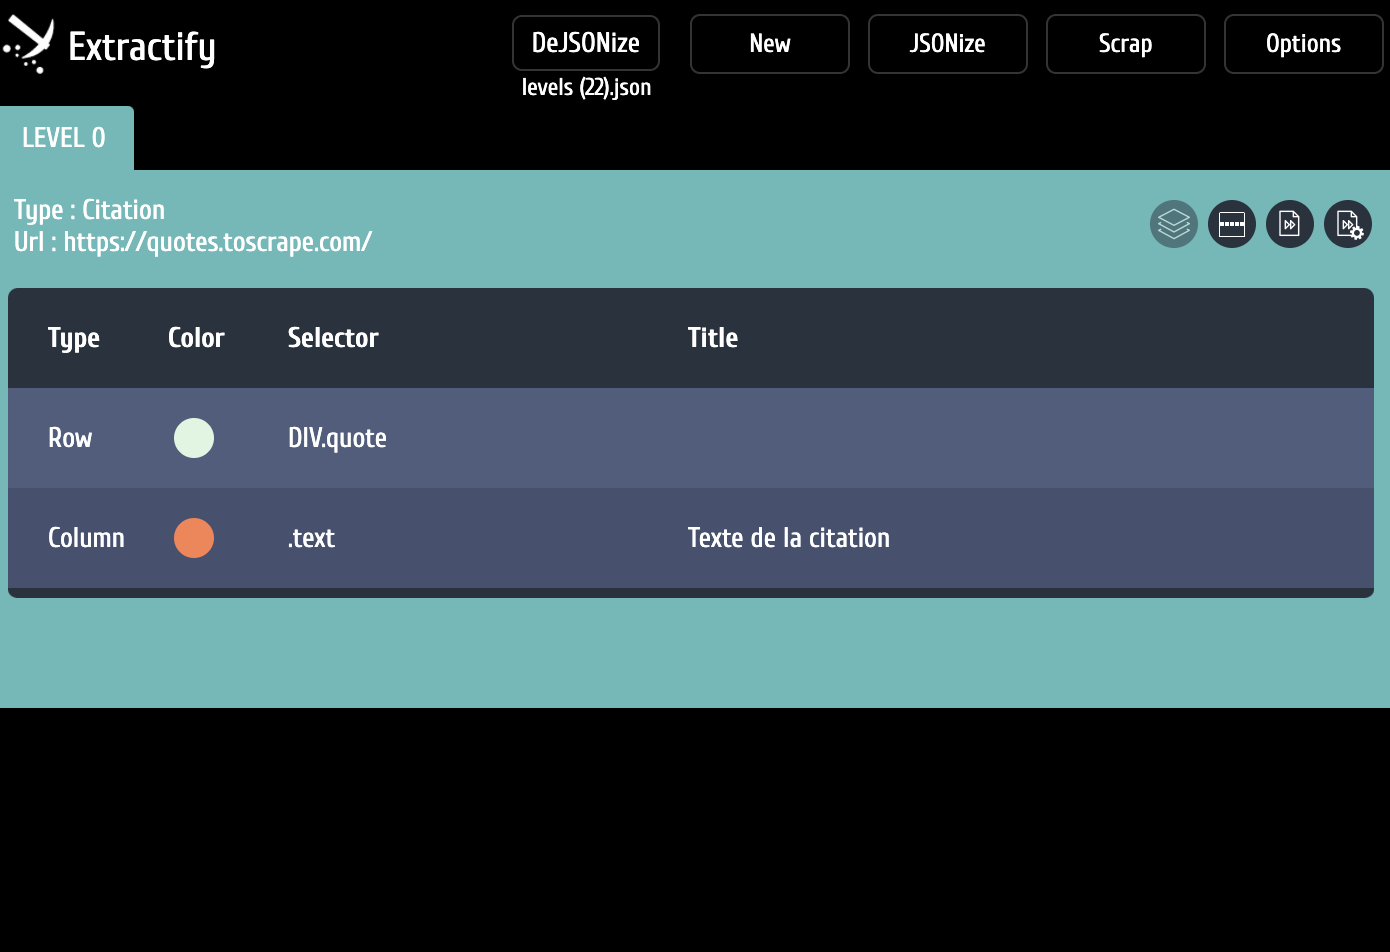 Extractify
DeJSONize
New
JSONize
Scrap
Options
levels (22).json
LEVEL 0
Type : Citation
Url : https://quotes.toscrape.com/
Type Color Selector Title
Row DIV.quote
Column .text Texte de la citation